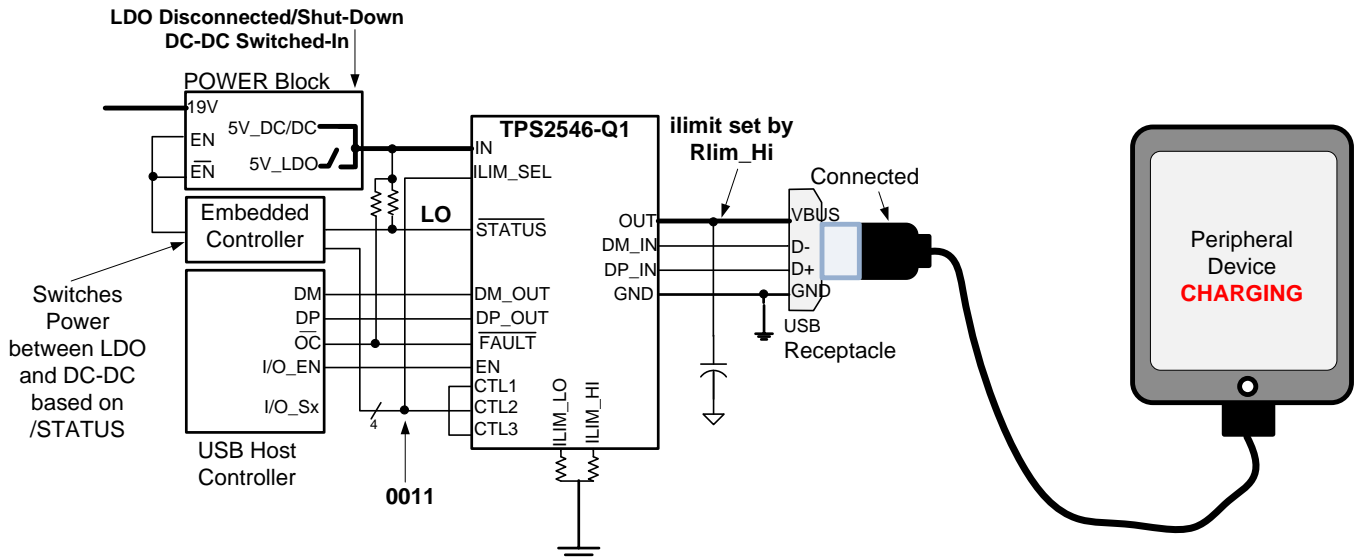 LDO Disconnected/Shut-Down
DC-DC Switched-In
POWER Block
19V
EN
EN
5V_DC/DC
5V_LDO
Embedded
Controller
Switches
Power
between LDO
and DC-DC
based on
/STATUS
DM
DP
OC
I/O_EN
I/O_Sx
USB Host
Controller
LO
4
0011
TPS2546-Q1
IN
ILIM_SEL
STATUS
DM_OUT
DP_OUT
FAULT
EN
CTL1
CTL2
CTL3
ILIM_LO
ILIM_HI
OUT
DM_IN
DP_IN
GND
ilimit set by
Rlim_Hi
VBUS
D-
D+
GND
USB
Receptacle
Connected
Peripheral
Device
CHARGING